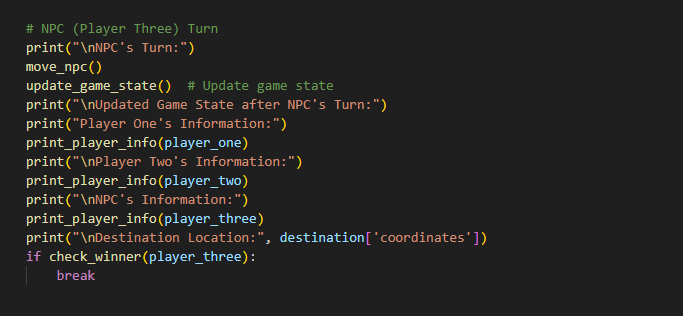 # NPC (Player Three) Turn
print("\nNPC's Turn:")
move_npc()
update_game_state()  # Update game state
print("\nUpdated Game State after NPC's Turn:")
print("Player One's Information:")
print_player_info(player_one)
print("\nPlayer Two's Information:")
print_player_info(player_two)
print("\nNPC's Information:")
print_player_info(player_three)
print("\nDestination Location:", destination['coordinates'])
if check_winner(player_three):
    break